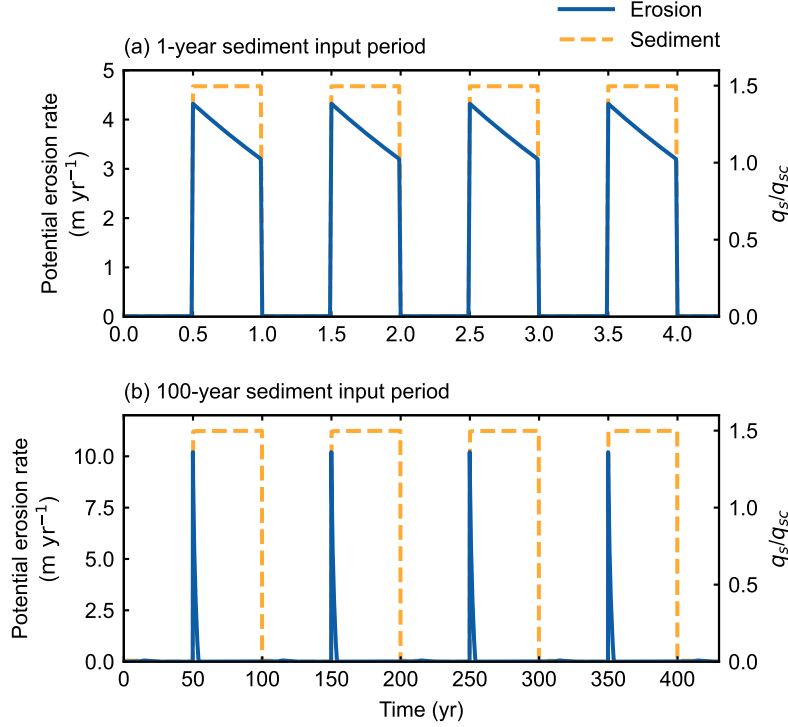 Erosion
Sediment
(a) 1-year sediment input period
Potential erosion rate
(m yr⁻¹)
5
4
3
2
1
0
1.5
1.0
0.5
0.0
qs/qsc
0.0 0.5 1.0 1.5 2.0 2.5 3.0 3.5 4.0
(b) 100-year sediment input period
Potential erosion rate
(m yr⁻¹)
10.0
7.5
5.0
2.5
0.0
1.5
1.0
0.5
0.0
qs/qsc
0 50 100 150 200 250 300 350 400
Time (yr)